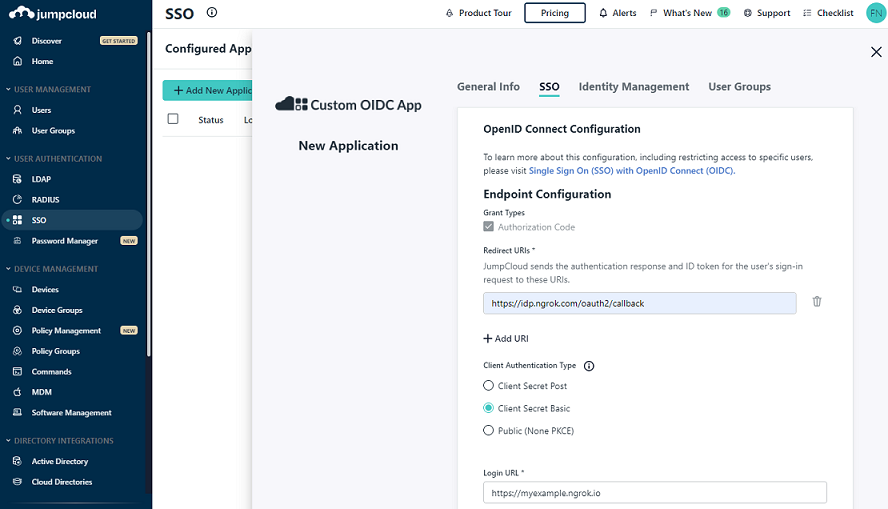 jumpcloud
Discover
GET STARTED
Home
USER MANAGEMENT
Users
User Groups
USER AUTHENTICATION
LDAP
RADIUS
SSO
Password Manager
NEW
DEVICE MANAGEMENT
Devices
Device Groups
Policy Management
NEW
Policy Groups
Commands
MDM
Software Management
DIRECTORY INTEGRATIONS
Active Directory
Cloud Directories
SSO
Product Tour
Pricing
Alerts
What's New
16
Support
Checklist
FN
Configured App
+ Add New Applic
Status
Lo
Custom OIDC App
New Application
General Info
SSO
Identity Management
User Groups
OpenID Connect Configuration
To learn more about this configuration, including restricting access to specific users,
please visit Single Sign On (SSO) with OpenID Connect (OIDC).
Endpoint Configuration
Grant Types
Authorization Code
Redirect URIs *
JumpCloud sends the authentication response and ID token for the user's sign-in
request to these URIs.
https://idp.ngrok.com/oauth2/callback
+ Add URI
Client Authentication Type
Client Secret Post
Client Secret Basic
Public (None PKCE)
Login URL *
https://myexample.ngrok.io